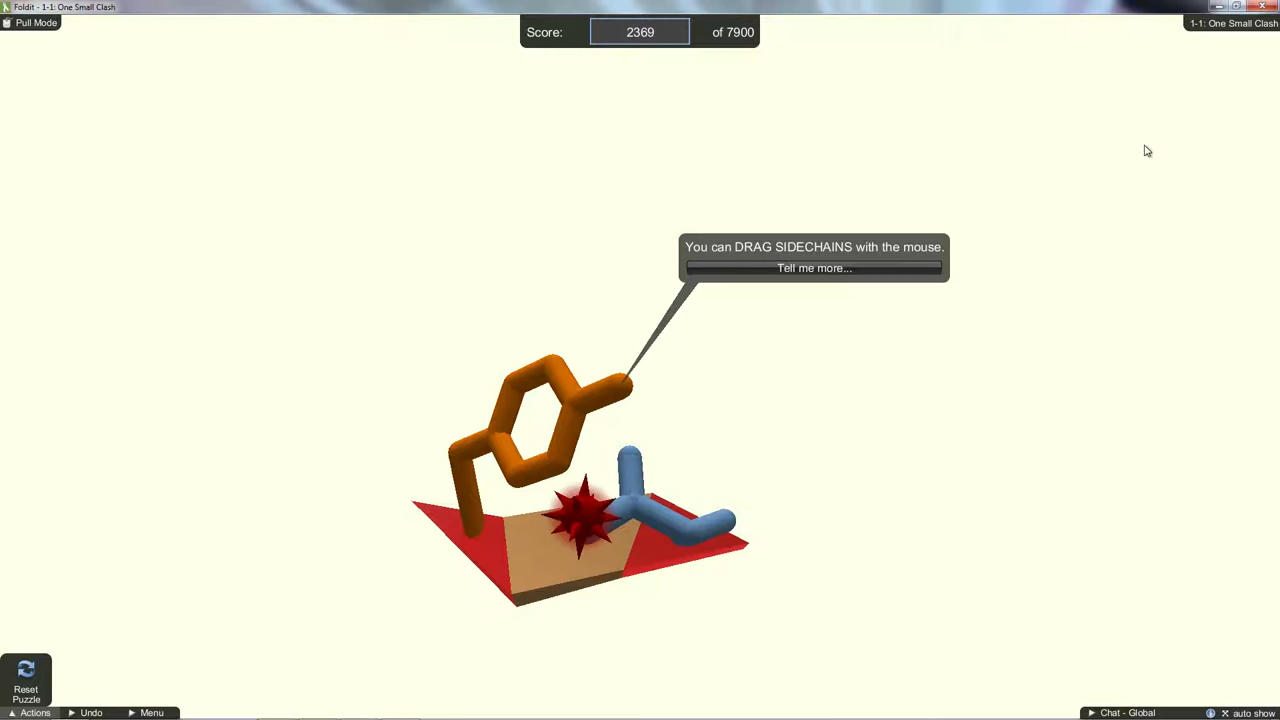 Foldit - 1-1: One Small Clash
Pull Mode
Score: 2369 of 7900
1-1: One Small Clash
You can DRAG SIDECHAINS with the mouse.
Tell me more...
Reset
Puzzle
Actions Undo Menu
Chat - Global auto show